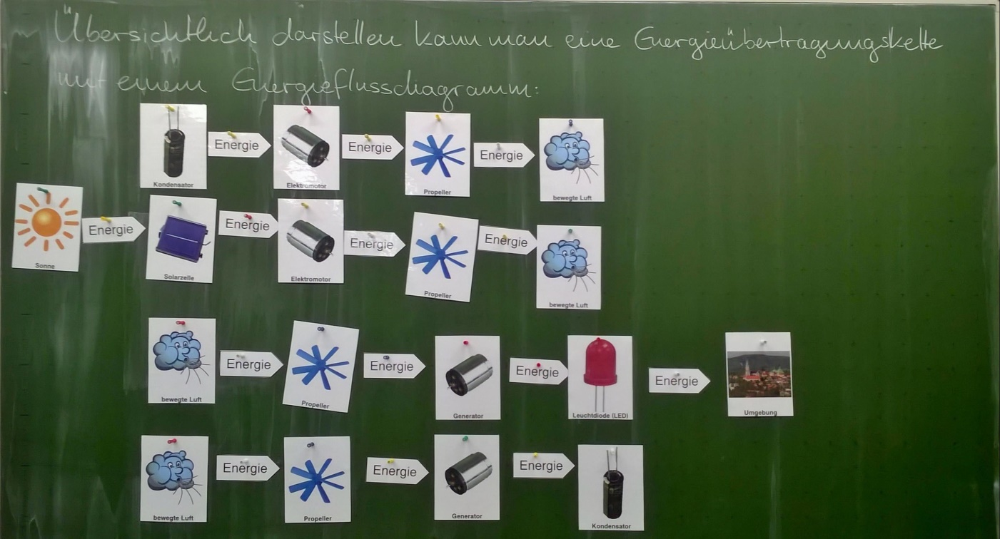 Übersichtlich darstellen kann man eine Energieübertragungskette
mit einem Energieflussdiagramm:
Energie Energie Energie
Kondensator Elektromotor Propeller bewegte Luft
Energie Energie Energie Energie
Sonne Solarzelle Elektromotor Propeller bewegte Luft
Energie Energie Energie Energie
bewegte Luft Propeller Generator Leuchtdiode (LED) Umgebung
Energie Energie Energie
bewegte Luft Propeller Generator Kondensator